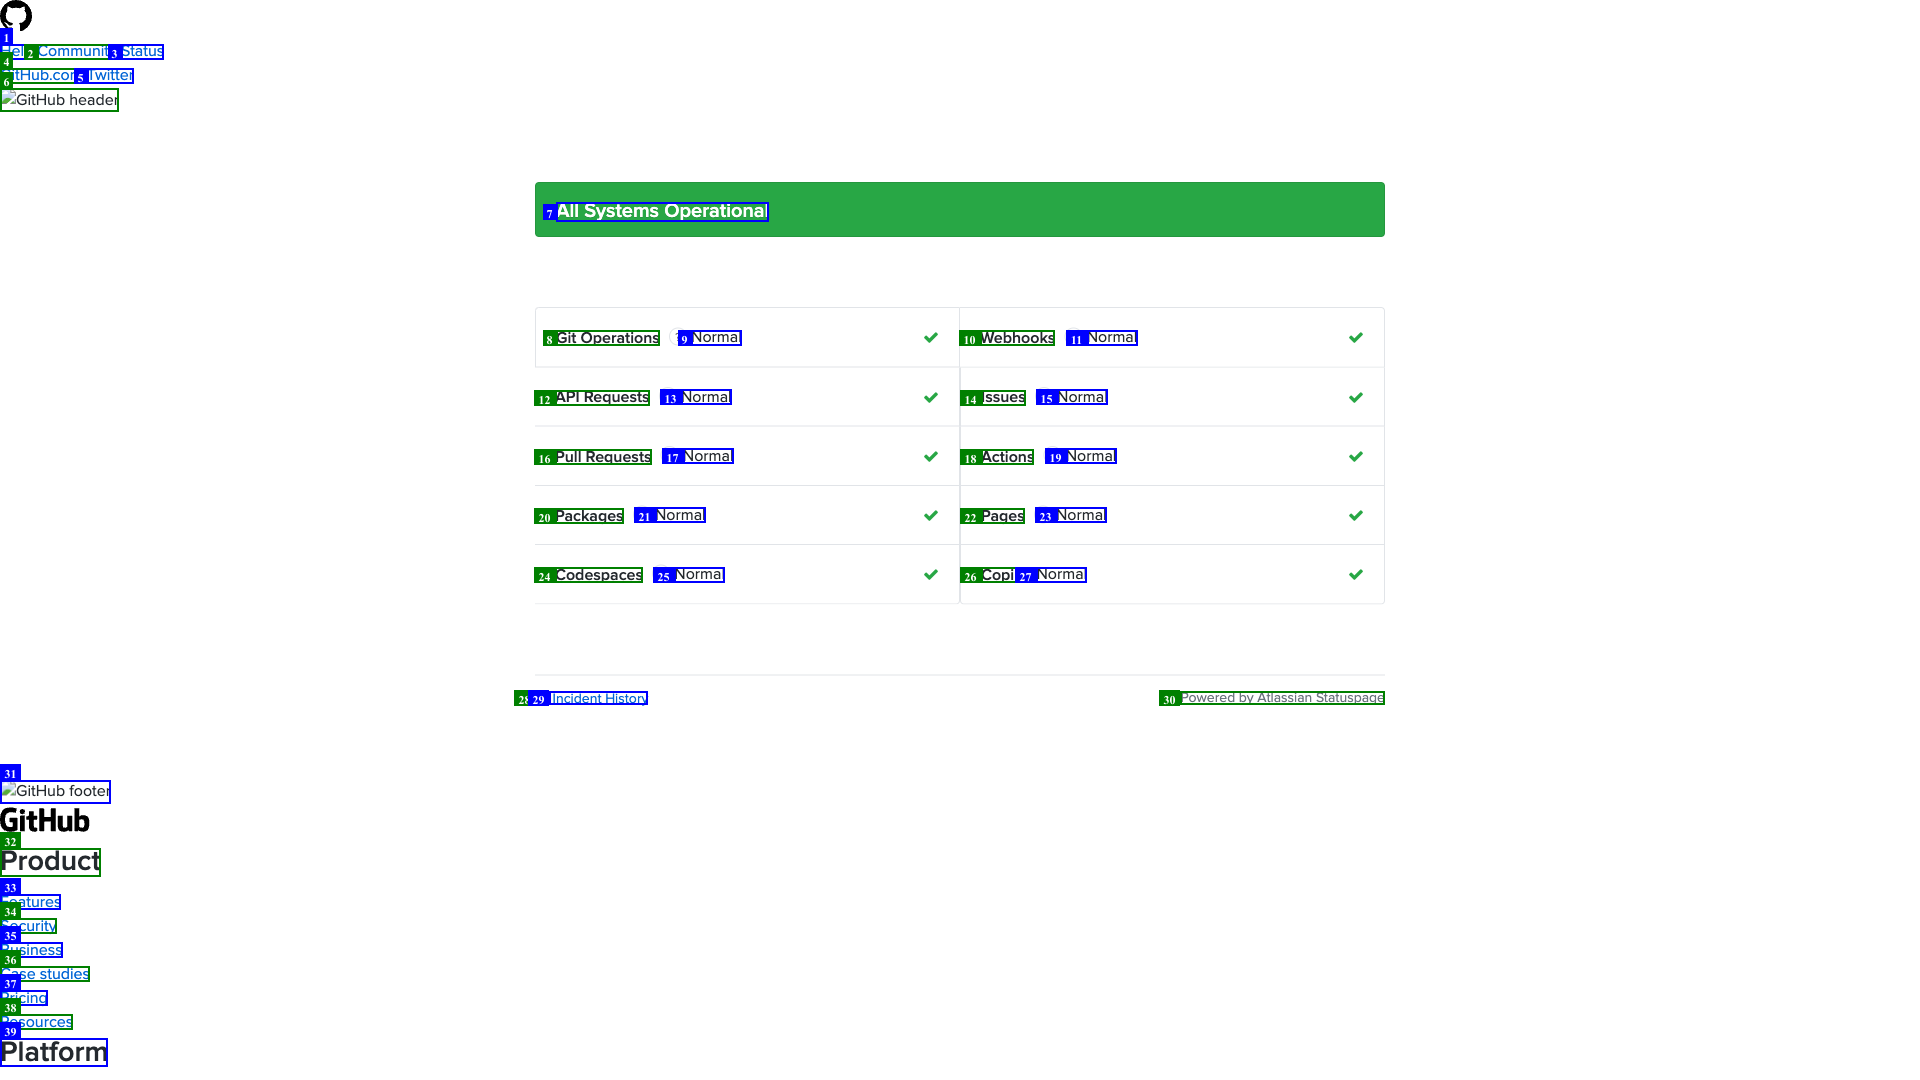 1
2 Community 3 Status
4
GitHub.com 5 Twitter
6
GitHub header
7 All Systems Operational
8 Git Operations 9 Normal
10 Webhooks 11 Normal
12 API Requests 13 Normal
14 Issues 15 Normal
16 Pull Requests 17 Normal
18 Actions 19 Normal
20 Packages 21 Normal
22 Pages 23 Normal
24 Codespaces 25 Normal
26 Copi 27 Normal
28 29 Incident History
30 Powered by Atlassian Statuspage
31
GitHub footer
GitHub
32
Product
33
Features
34
Security
35
Business
36
Case studies
37
Pricing
38
Resources
39
Platform